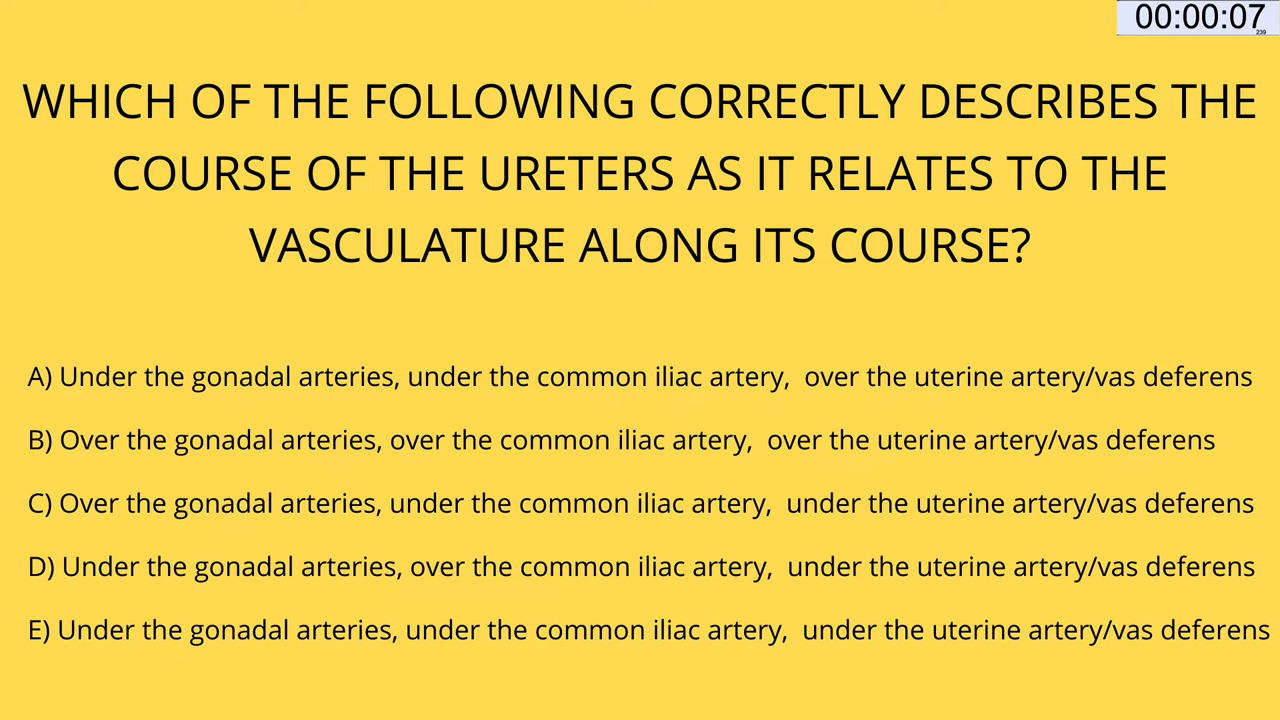 00:00:07
239
WHICH OF THE FOLLOWING CORRECTLY DESCRIBES THE
COURSE OF THE URETERS AS IT RELATES TO THE
VASCULATURE ALONG ITS COURSE?
A) Under the gonadal arteries, under the common iliac artery,  over the uterine artery/vas deferens
B) Over the gonadal arteries, over the common iliac artery,  over the uterine artery/vas deferens
C) Over the gonadal arteries, under the common iliac artery,  under the uterine artery/vas deferens
D) Under the gonadal arteries, over the common iliac artery,  under the uterine artery/vas deferens
E) Under the gonadal arteries, under the common iliac artery,  under the uterine artery/vas deferens